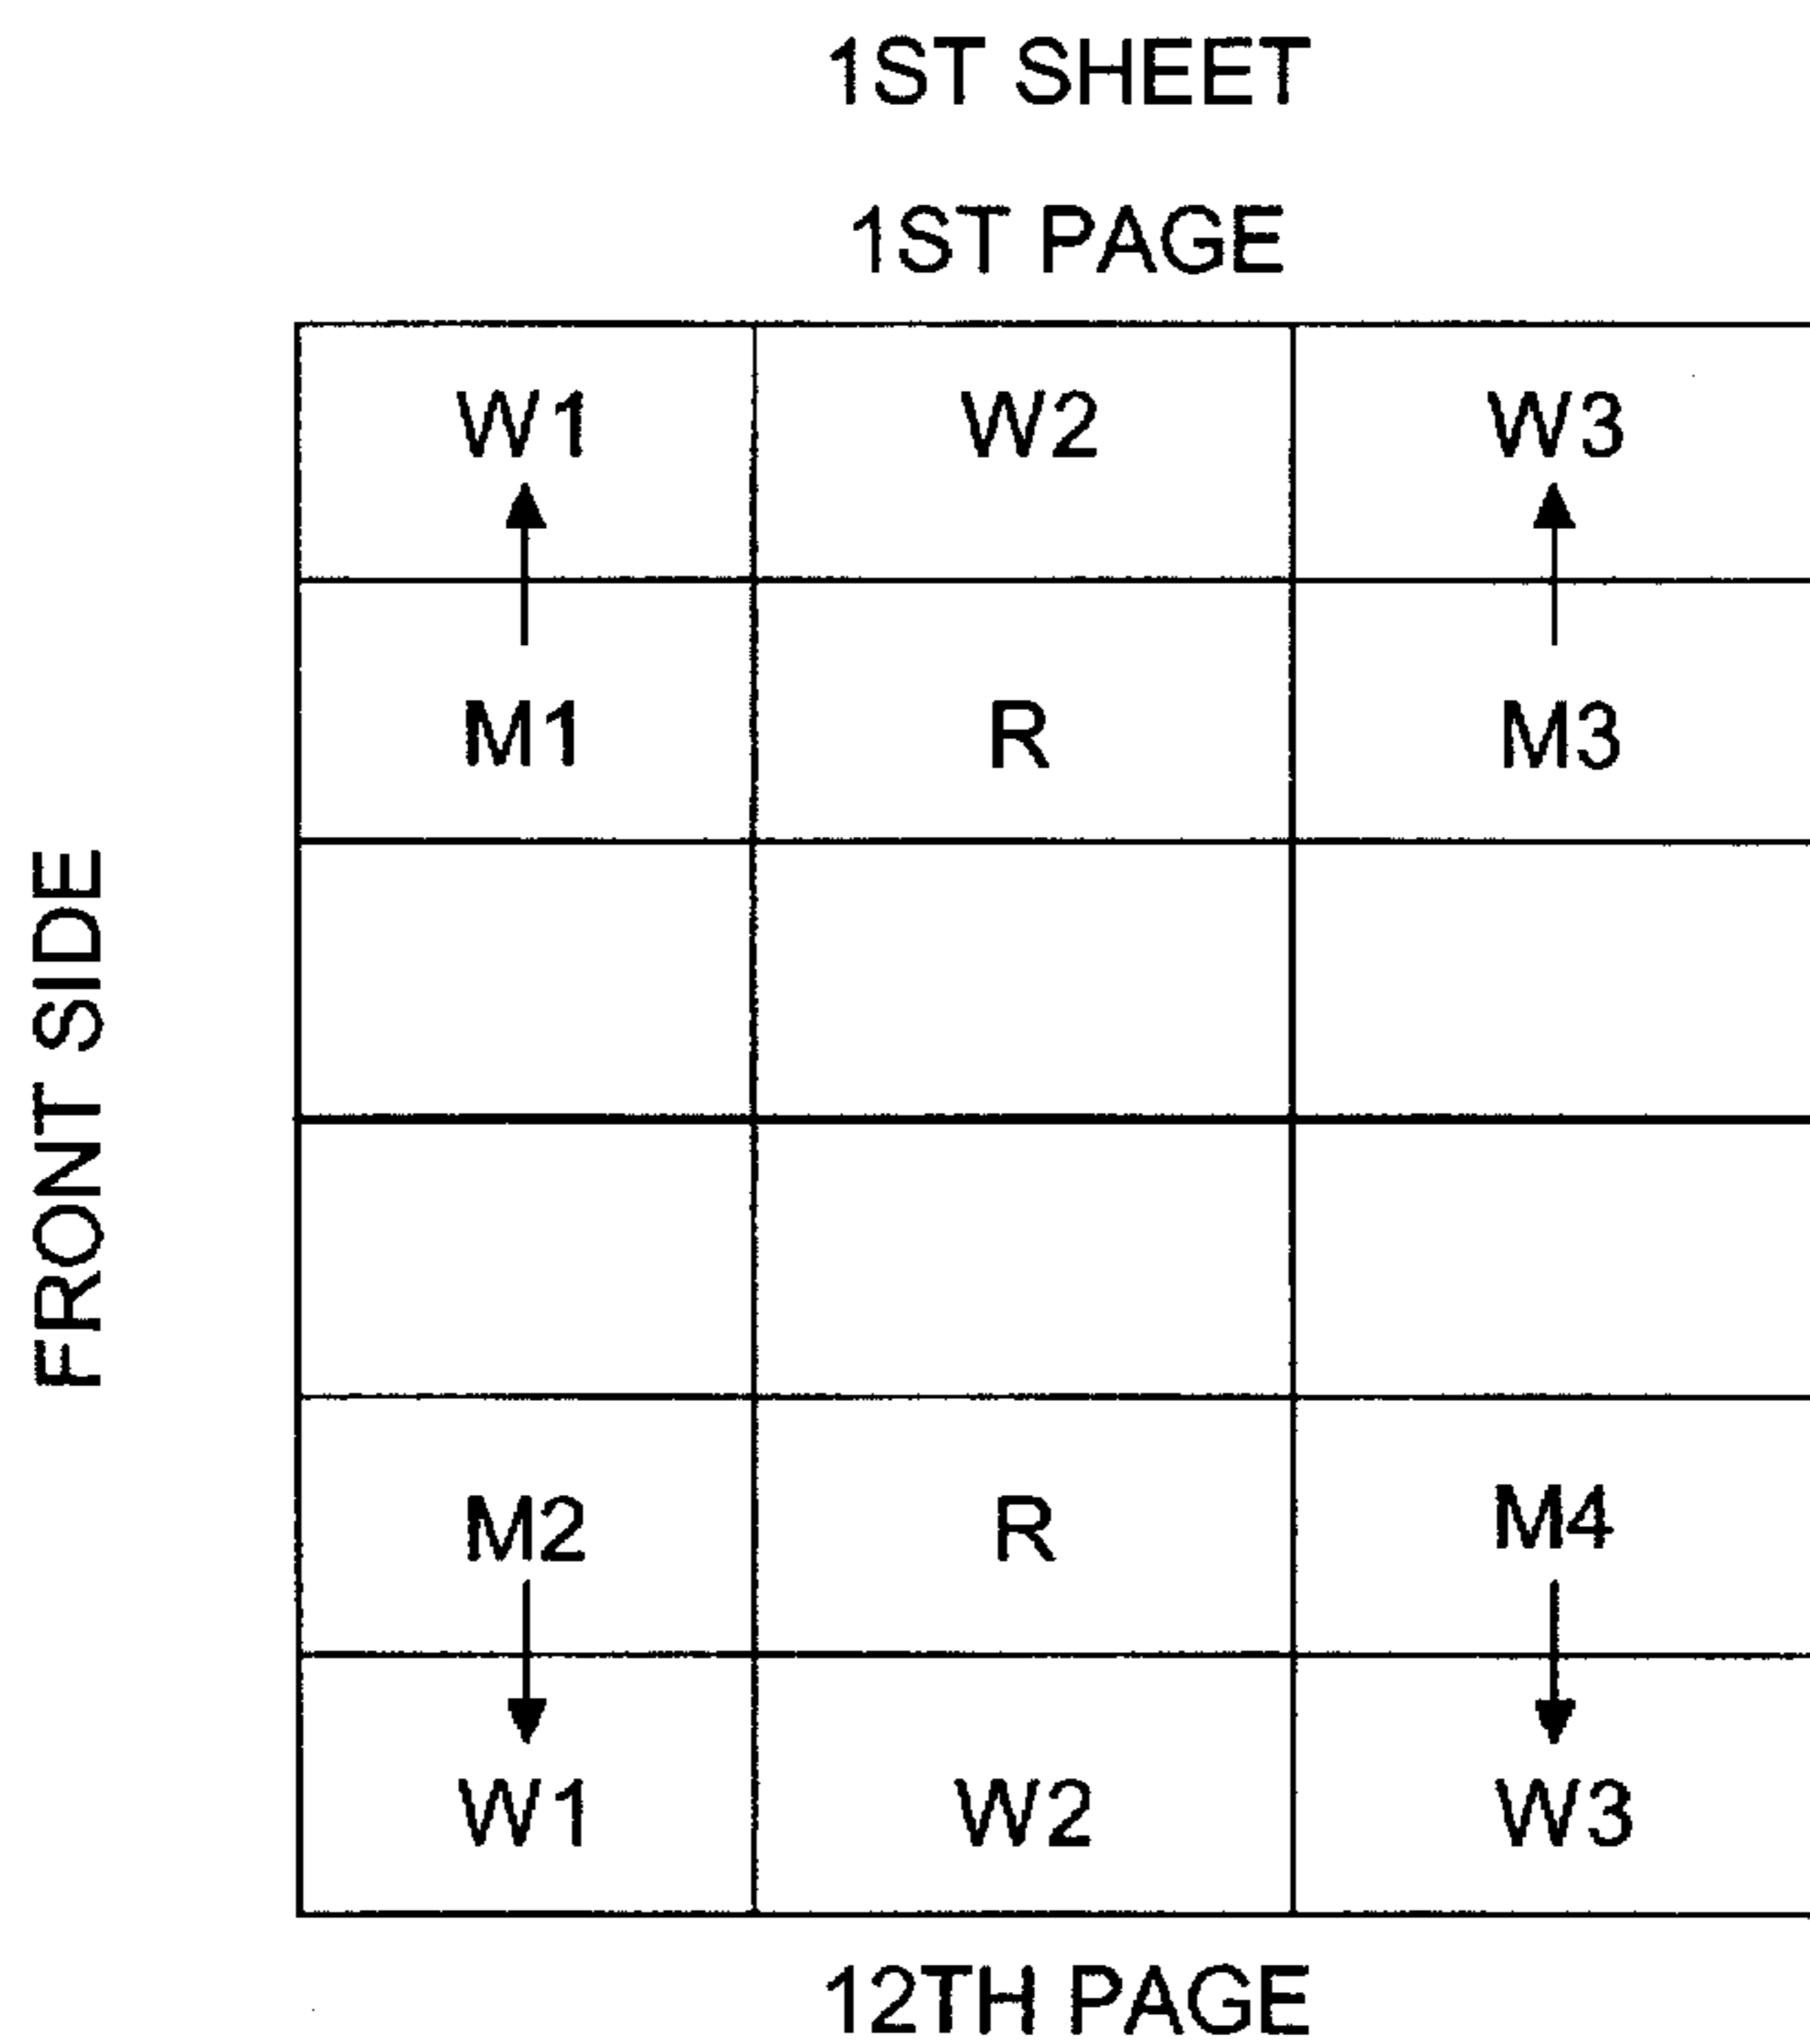 1ST SHEET
1ST PAGE
W1 W2 W3
M1 R M3
FRONT SIDE
M2 R M4
W1 W2 W3
12TH PAGE